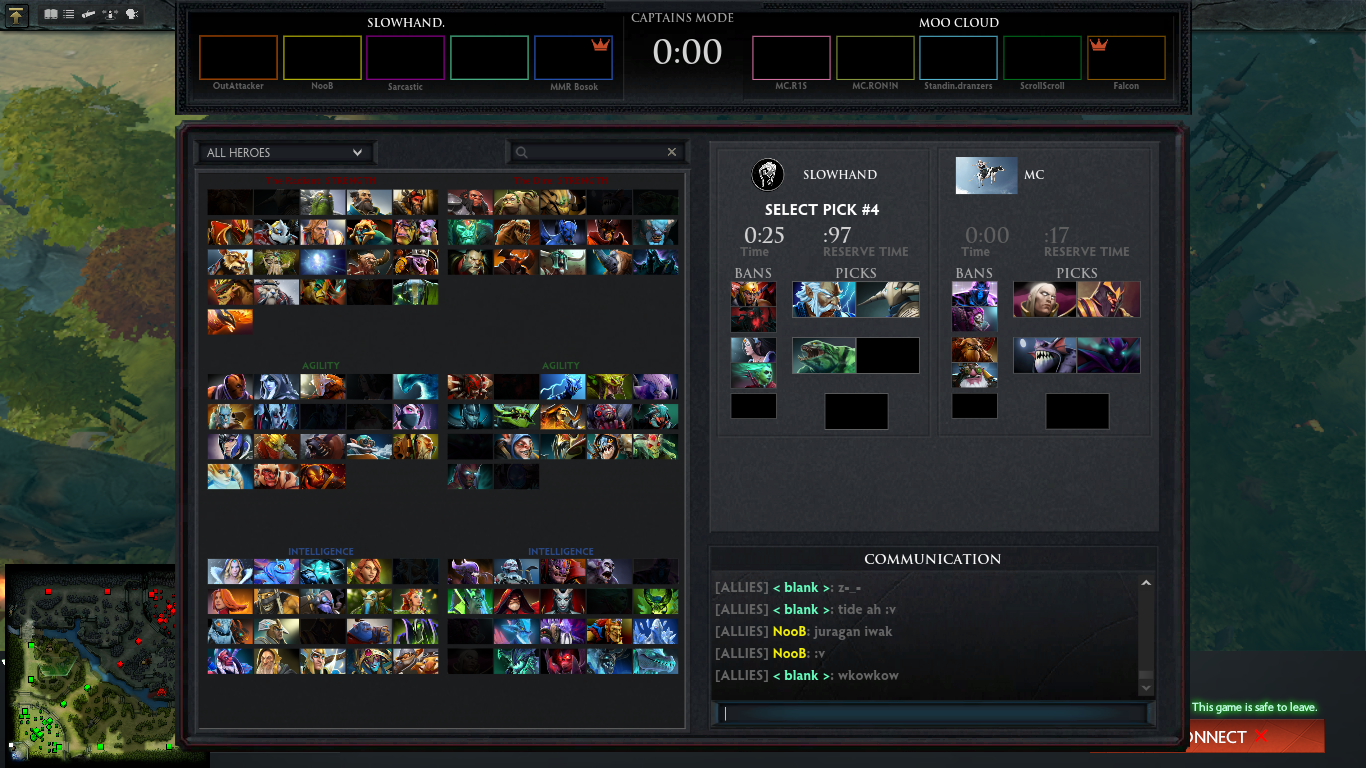 SLOWHAND.
CAPTAINS MODE
MOO CLOUD
0:00
OutAttacker
NooB
Sarcastic
MMR Bosok
MC.R15
MC.RON!N
Standin.dranzers
ScrollScroll
Falcon
ALL HEROES
SLOWHAND
MC
SELECT PICK #4
0:25
:97
0:00
:17
Time
RESERVE TIME
Time
RESERVE TIME
BANS
PICKS
BANS
PICKS
AGILITY
AGILITY
INTELLIGENCE
INTELLIGENCE
COMMUNICATION
[ALLIES] < blank >: z=_=
[ALLIES] < blank >: tide ah :v
[ALLIES] NooB: juragan iwak
[ALLIES] NooB: :v
[ALLIES] < blank >: wkowkow
This game is safe to leave.
ONNECT